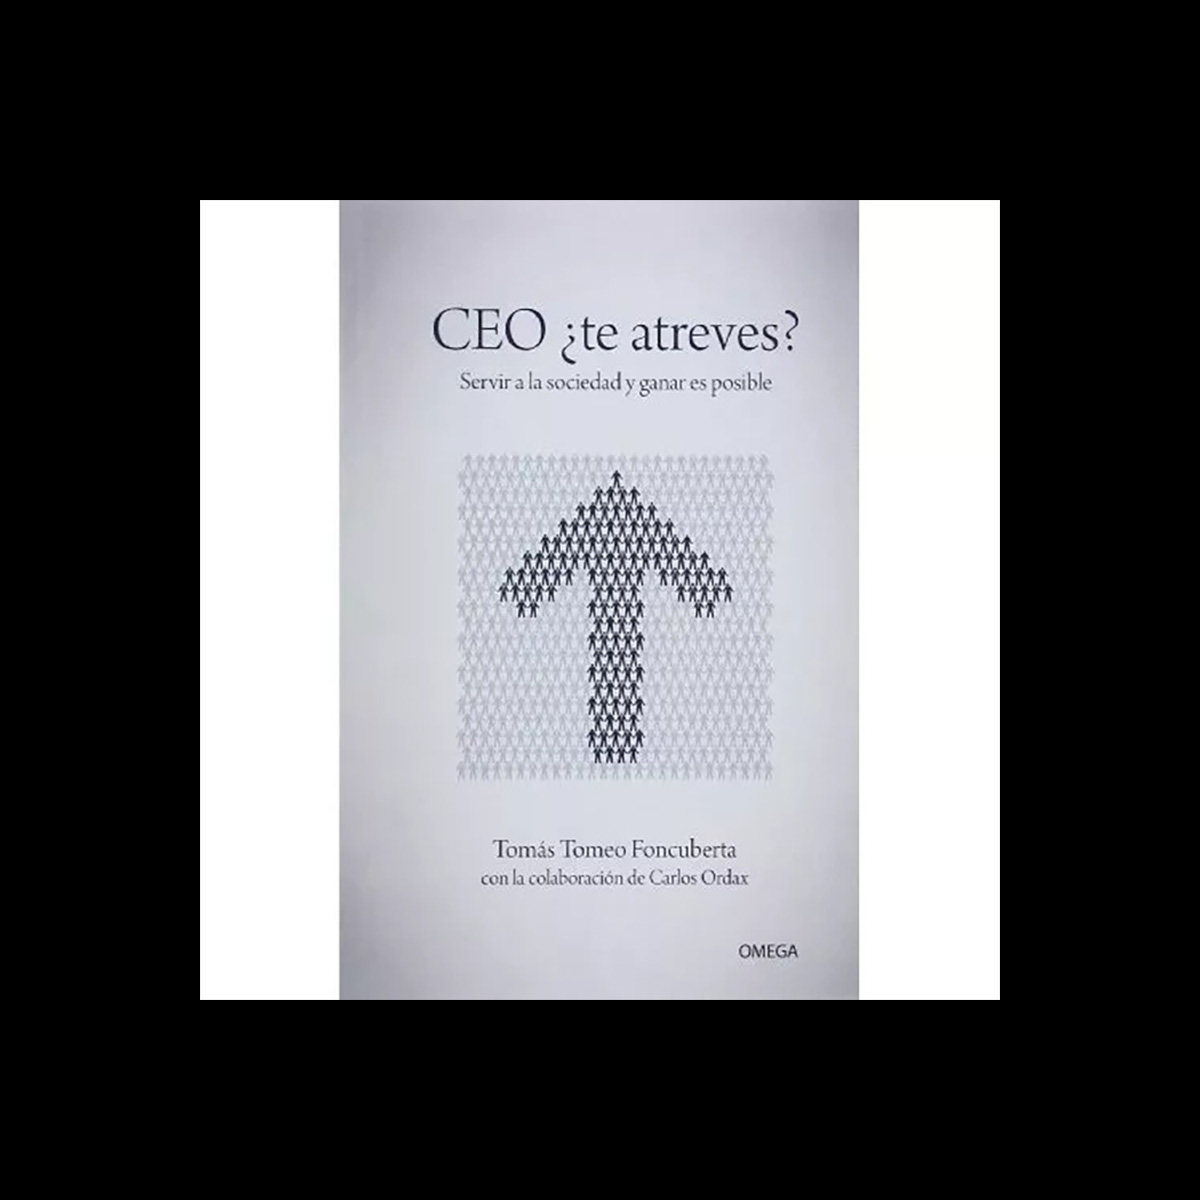 CEO ¿te atreves?
Servir a la sociedad y ganar es posible
Tomás Tomeo Foncuberta
con la colaboración de Carlos Ordax
OMEGA